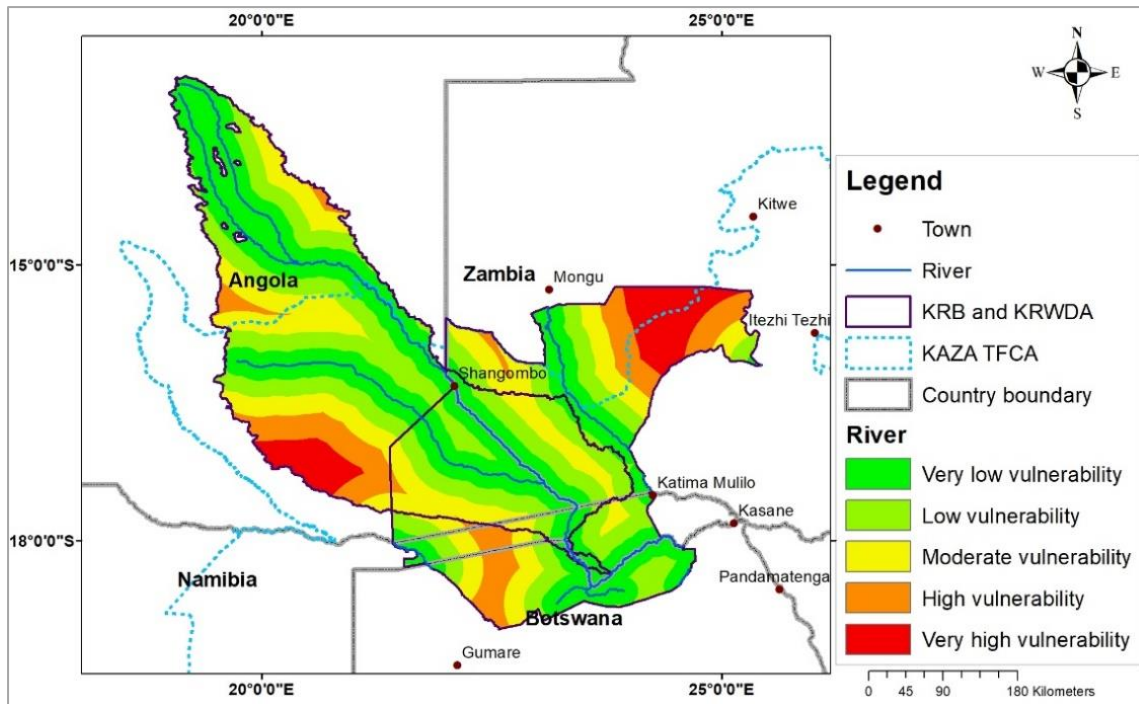 20°0'0"E 25°0'0"E
N
W E
S
15°0'0"S
18°0'0"S
Kitwe
Angola
Zambia
Mongu
Itezhi Tezhi
Shangombo
Katima Mulilo
Kasane
Namibia
Pandamatenga
Botswana
Gumare
20°0'0"E 25°0'0"E
Legend
Town
River
KRB and KRWDA
KAZA TFCA
Country boundary
River
Very low vulnerability
Low vulnerability
Moderate vulnerability
High vulnerability
Very high vulnerability
0 45 90 180 Kilometers